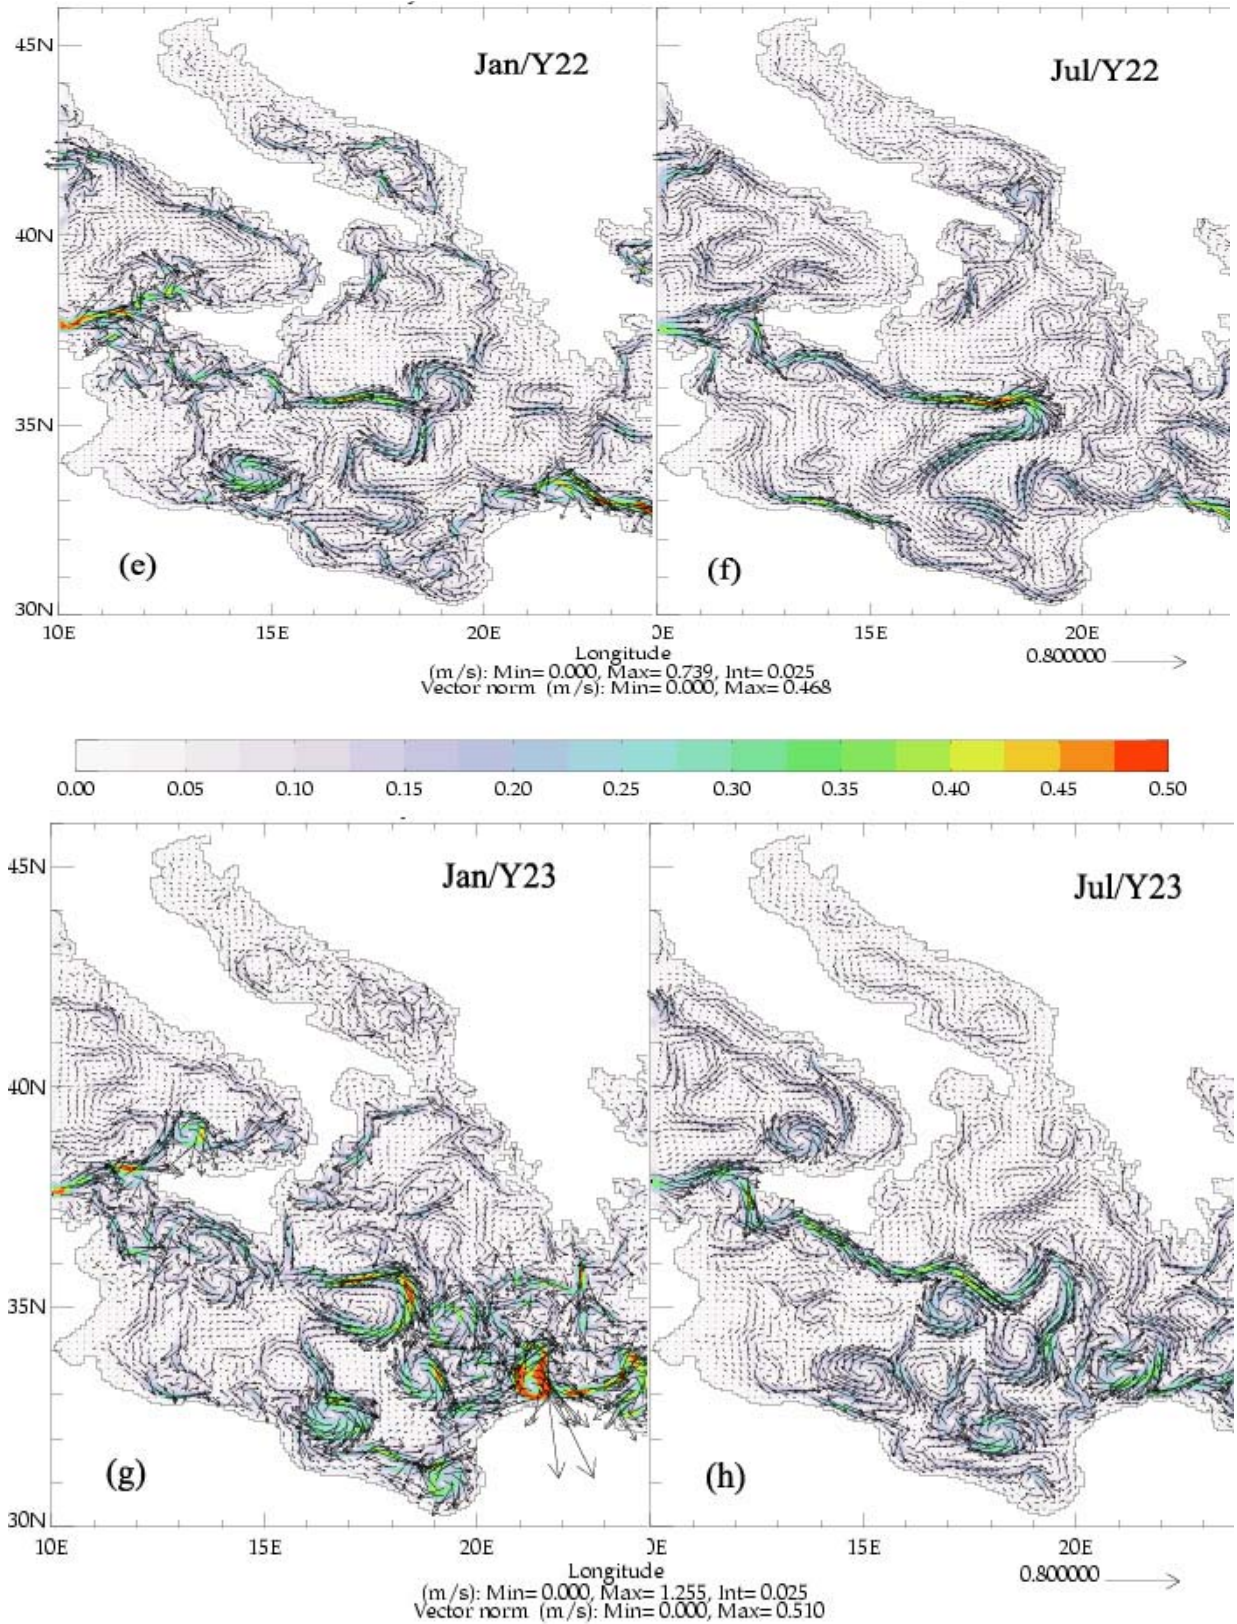 45N
Jan/Y22
Jul/Y22
40N
35N
(e)
(f)
30N
10E 15E 20E 0E 15E 20E
Longitude
0.800000
(m/s): Min= 0.000, Max= 0.739, Int= 0.025
Vector norm (m/s): Min= 0.000, Max= 0.468
0.00 0.05 0.10 0.15 0.20 0.25 0.30 0.35 0.40 0.45 0.50
45N
Jan/Y23
Jul/Y23
40N
35N
(g)
(h)
30N
10E 15E 20E 0E 15E 20E
Longitude
0.800000
(m/s): Min= 0.000, Max= 1.255, Int= 0.025
Vector norm (m/s): Min= 0.000, Max= 0.510